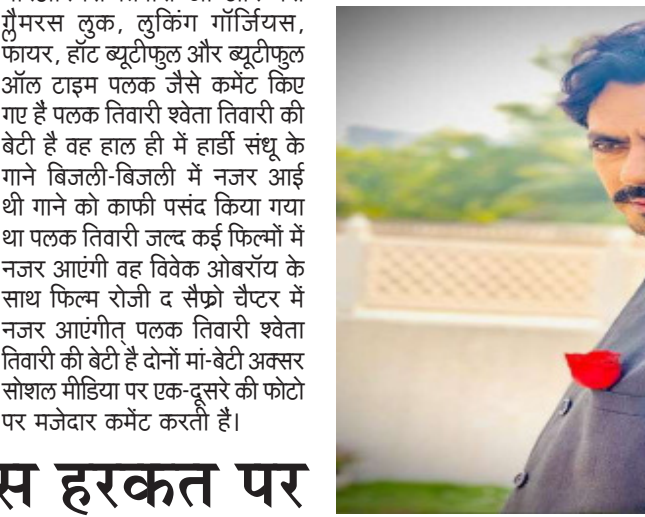 ग्लैमरस लुक, लुकिंग गॉर्जियस,
फायर, हॉट ब्यूटीफुल और ब्यूटीफुल
ऑल टाइम पलक जैसे कमेंट किए
गए हैं पलक तिवारी श्वेता तिवारी की
बेटी है वह हाल ही में हार्डी संधू के
गाने बिजली-बिजली में नजर आई
थी गाने को काफी पसंद किया गया
था पलक तिवारी जल्द कई फिल्मों में
नजर आएंगी वह विवेक ओबरॉय के
साथ फिल्म रोजी द सैफ्रो चैप्टर में
नजर आएंगीत् पलक तिवारी श्वेता
तिवारी की बेटी है दोनों मां-बेटी अक्सर
सोशल मीडिया पर एक-दूसरे की फोटो
पर मजेदार कमेंट करती हैं।
स हरकत पर